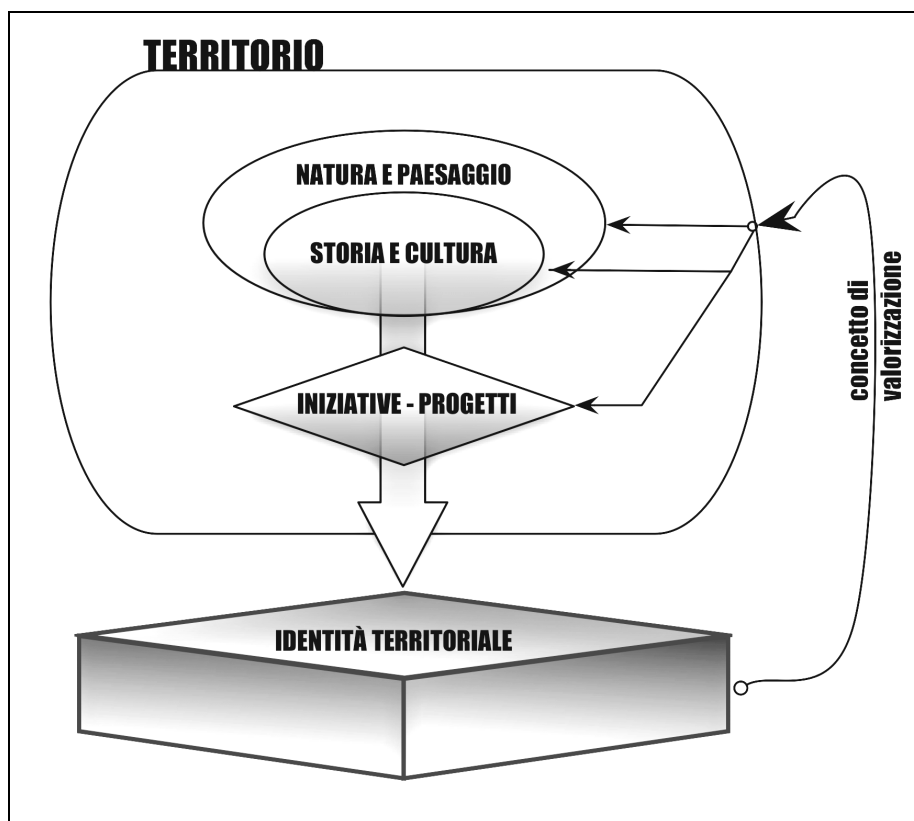 TERRITORIO
NATURA E PAESAGGIO
STORIA E CULTURA
INIZIATIVE - PROGETTI
IDENTITÀ TERRITORIALE
concetto di
valorizzazione